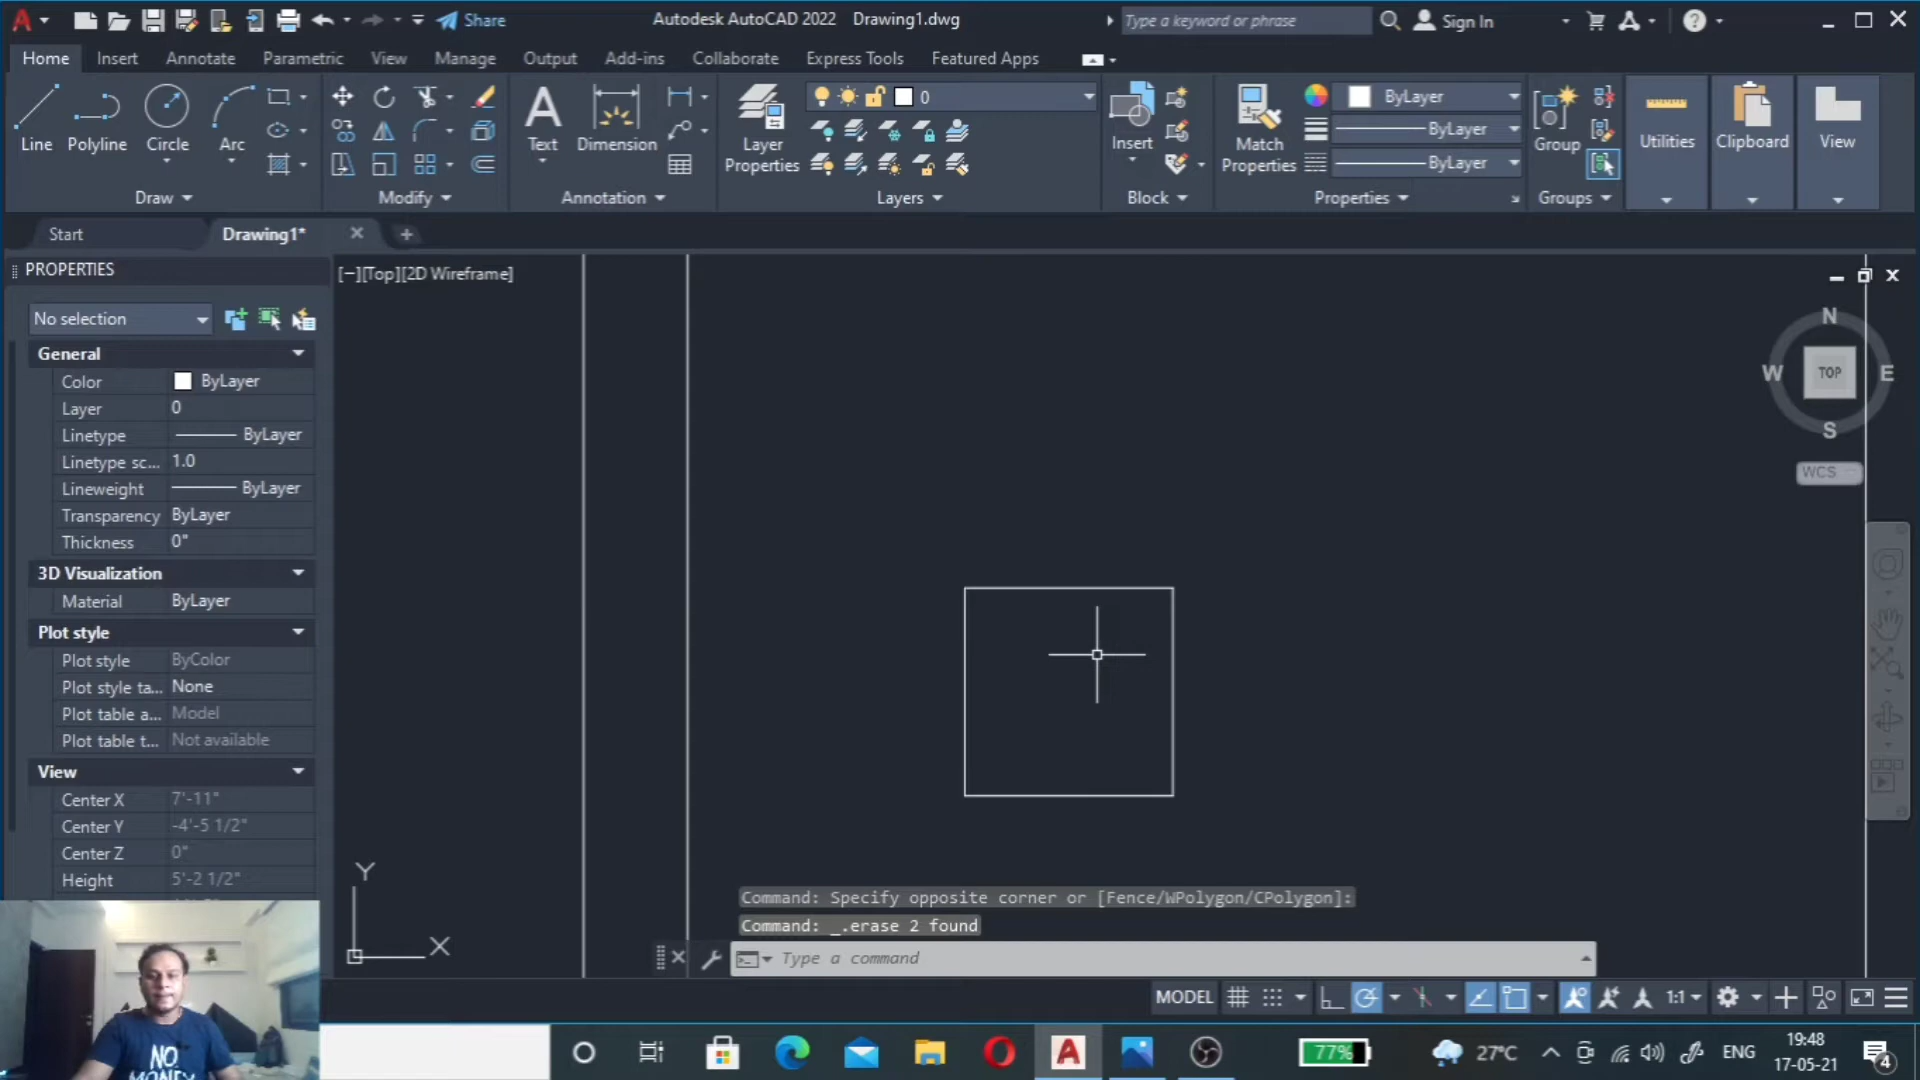 Share
Autodesk AutoCAD 2022 Drawing1.dwg
Type a keyword or phrase
Sign In
Home
Insert
Annotate
Parametric
View
Manage
Output
Add-ins
Collaborate
Express Tools
Featured Apps
Line
Polyline
Circle
Arc
Draw
Modify
Text
Dimension
Annotation
Layer Properties
0
Layers
Insert
Block
Match Properties
ByLayer
ByLayer
ByLayer
Properties
Group
Groups
Utilities
Clipboard
View
Start
Drawing1*
PROPERTIES
No selection
General
Color ByLayer
Layer 0
Linetype ByLayer
Linetype sc... 1.0
Lineweight ByLayer
Transparency ByLayer
Thickness 0"
3D Visualization
Material ByLayer
Plot style
Plot style ByColor
Plot style ta... None
Plot table a... Model
Plot table t... Not available
View
Center X 7'-11"
Center Y -4'-5 1/2"
Center Z 0"
Height 5'-2 1/2"
[−][Top][2D Wireframe]
N
W
TOP
E
S
WCS
Y
X
Command: Specify opposite corner or [Fence/WPolygon/CPolygon]:
Command: _.erase 2 found
Type a command
MODEL
1:1
NO
MONEY
77%
27°C
ENG
19:48
17-05-21
4